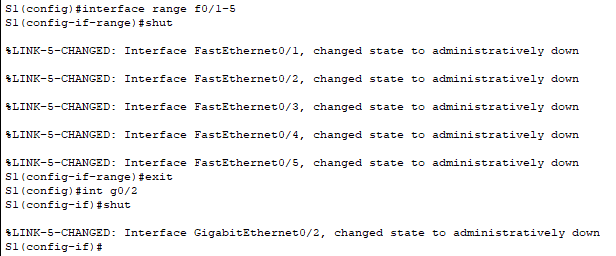 S1(config)#interface range f0/1-5
S1(config-if-range)#shut
%LINK-5-CHANGED: Interface FastEthernet0/1, changed state to administratively down
%LINK-5-CHANGED: Interface FastEthernet0/2, changed state to administratively down
%LINK-5-CHANGED: Interface FastEthernet0/3, changed state to administratively down
%LINK-5-CHANGED: Interface FastEthernet0/4, changed state to administratively down
%LINK-5-CHANGED: Interface FastEthernet0/5, changed state to administratively down
S1(config-if-range)#exit
S1(config)#int g0/2
S1(config-if)#shut
%LINK-5-CHANGED: Interface GigabitEthernet0/2, changed state to administratively down
S1(config-if)#